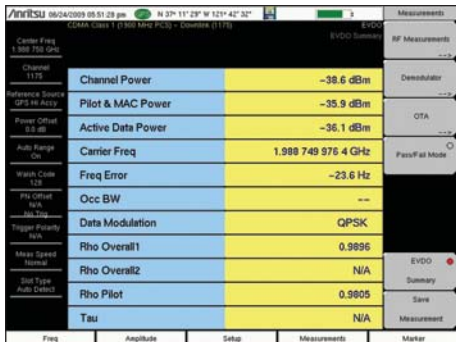 Anritsu 06/24/2009 05:51:28 pm N 37° 11' 29" W 121° 42' 32" Measurements
CDMA Class 1 (1900 MHz PCS) - Downlink (1175) EVDO
EVDO Summary
Center Freq
1.988 750 GHz
Channel
1175
Reference Source
GPS Hi Accy
Power Offset
0.0 dB
Auto Range
On
Walsh Code
128
PN Offset
N/A
No Trig
Trigger Polarity
N/A
Meas Speed
Normal
Slot Type
Auto Detect
Channel Power -38.6 dBm
Pilot & MAC Power -35.9 dBm
Active Data Power -36.1 dBm
Carrier Freq 1.988 749 976 4 GHz
Freq Error -23.6 Hz
Occ BW --
Data Modulation QPSK
Rho Overall1 0.9896
Rho Overall2 N/A
Rho Pilot 0.9805
Tau N/A
RF Measurements
-->
Demodulator
-->
OTA
-->
Pass/Fail Mode
EVDO
Summary
Save
Measurement
Freq Amplitude Setup Measurements Marker